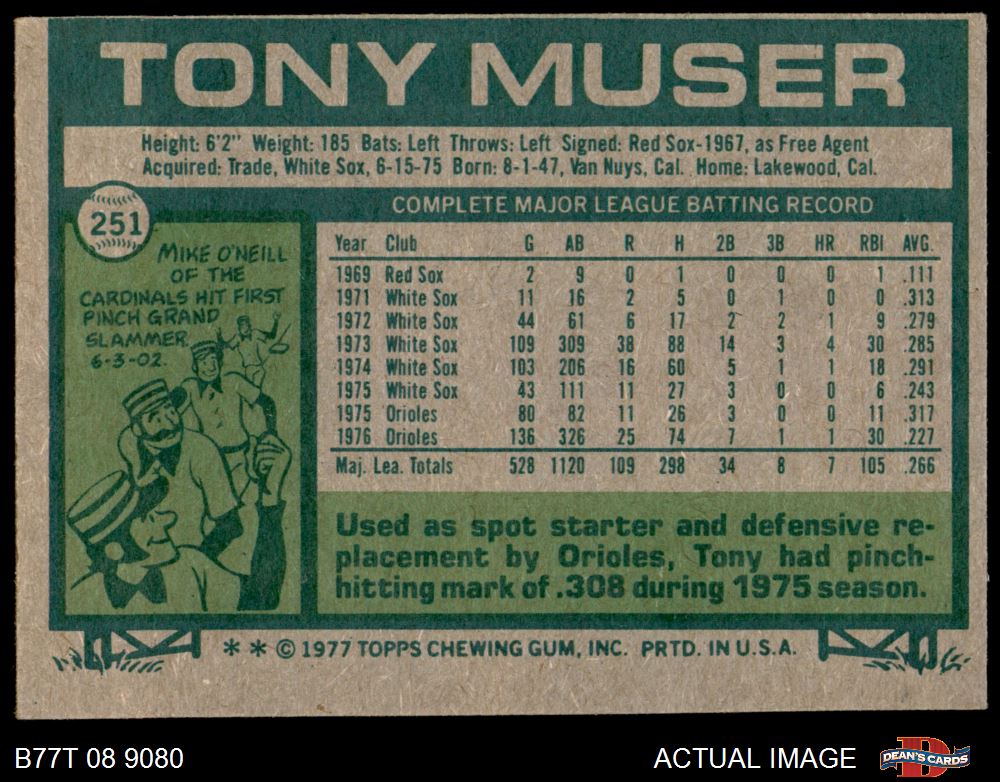 TONY MUSER
Height: 6'2" Weight: 185 Bats: Left Throws: Left Signed: Red Sox-1967, as Free Agent
Acquired: Trade, White Sox, 6-15-75 Born: 8-1-47, Van Nuys, Cal. Home: Lakewood, Cal.
251
MIKE O'NEILL
OF THE
CARDINALS HIT FIRST
PINCH GRAND
SLAMMER
6-3-02.
COMPLETE MAJOR LEAGUE BATTING RECORD
Year Club G AB R H 2B 3B HR RBI AVG.
1969 Red Sox 2 9 0 1 0 0 0 1 .111
1971 White Sox 11 16 2 5 0 1 0 0 .313
1972 White Sox 44 61 6 17 2 2 1 9 .279
1973 White Sox 109 309 38 88 14 3 4 30 .285
1974 White Sox 103 206 16 60 5 1 1 18 .291
1975 White Sox 43 111 11 27 3 0 0 6 .243
1975 Orioles 80 82 11 26 3 0 0 11 .317
1976 Orioles 136 326 25 74 7 1 1 30 .227
Maj. Lea. Totals 528 1120 109 298 34 8 7 105 .266
Used as spot starter and defensive re-
placement by Orioles, Tony had pinch-
hitting mark of .308 during 1975 season.
** © 1977 TOPPS CHEWING GUM, INC. PRTD. IN U.S.A.
B77T 08 9080
ACTUAL IMAGE
DEAN'S CARDS